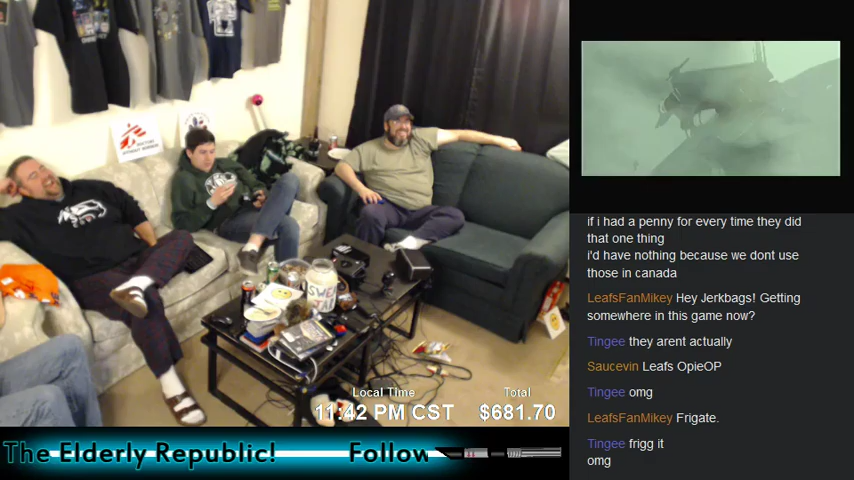 SWEAR
JAR
Local Time
11:42 PM CST
Total
$681.70
The Elderly Republic!
Follow
if i had a penny for every time they did
that one thing
i'd have nothing because we dont use
those in canada
LeafsFanMikey Hey Jerkbags! Getting
somewhere in this game now?
Tingee they arent actually
Saucevin Leafs OpieOP
Tingee omg
LeafsFanMikey Frigate.
Tingee frigg it
omg